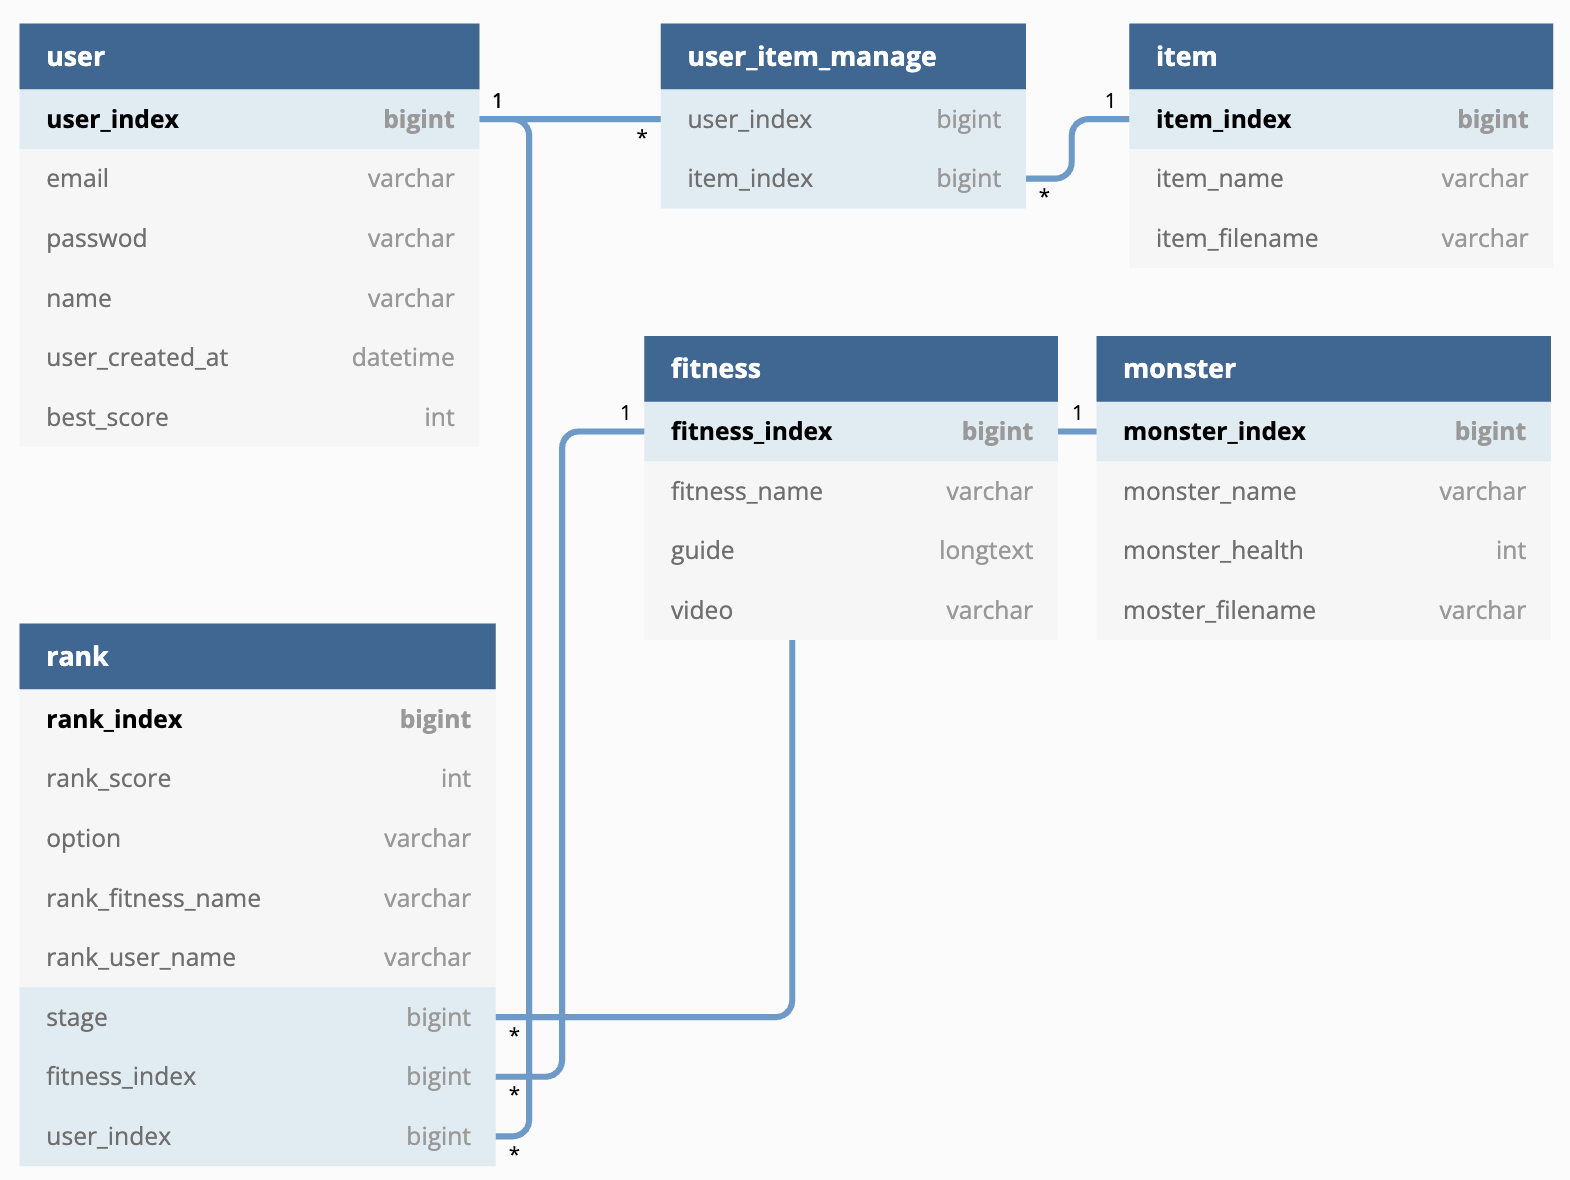 user
user_index bigint
email varchar
passwod varchar
name varchar
user_created_at datetime
best_score int
1
*
user_item_manage
user_index bigint
item_index bigint
1
*
item
item_index bigint
item_name varchar
item_filename varchar
1
fitness
fitness_index bigint
fitness_name varchar
guide longtext
video varchar
1
monster
monster_index bigint
monster_name varchar
monster_health int
moster_filename varchar
rank
rank_index bigint
rank_score int
option varchar
rank_fitness_name varchar
rank_user_name varchar
stage bigint
*
fitness_index bigint
*
user_index bigint
*